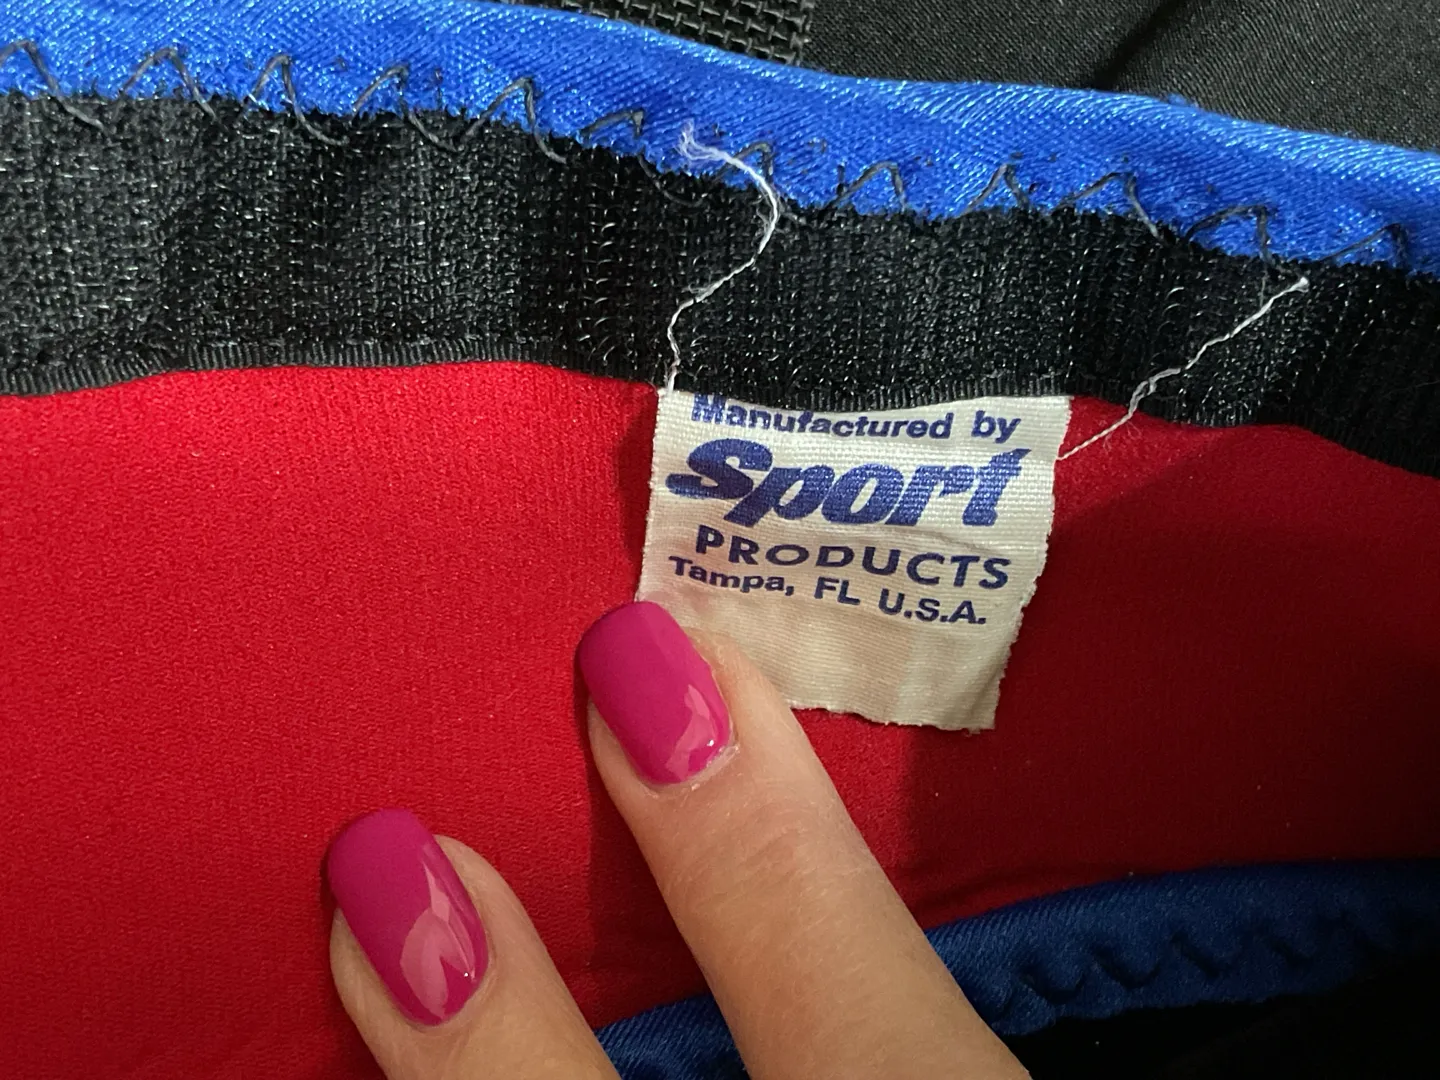 Manufactured by
Sport
PRODUCTS
Tampa, FL U.S.A.